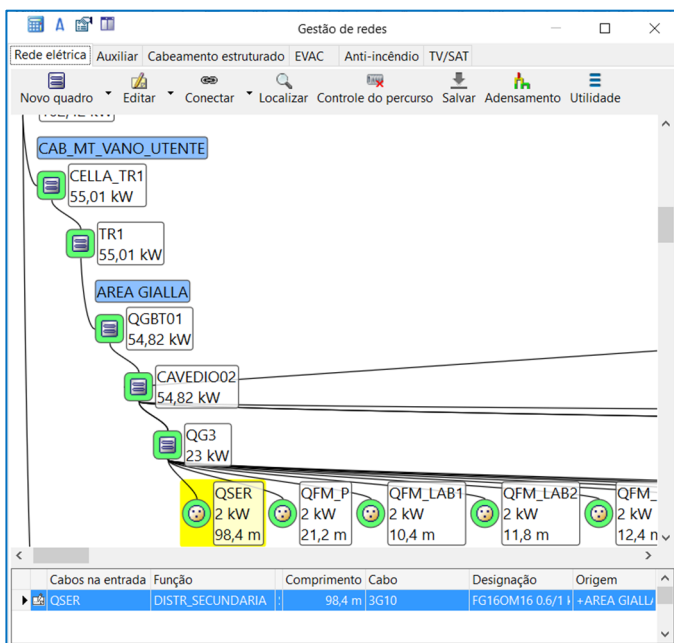 Gestão de redes
Rede elétrica Auxiliar Cabeamento estruturado EVAC Anti-incêndio TV/SAT
Novo quadro Editar Conectar Localizar Controle do percurso Salvar Adensamento Utilidade
CAB_MT_VANO_UTENTE
CELLA_TR1
55,01 kW
TR1
55,01 kW
AREA GIALLA
QGBT01
54,82 kW
CAVEDIO02
54,82 kW
QG3
23 kW
QSER
2 kW
98,4 m
QFM_P
2 kW
21,2 m
QFM_LAB1
2 kW
10,4 m
QFM_LAB2
2 kW
11,8 m
QFM_
2 kW
12,4 n
Cabos na entrada Função Comprimento Cabo Designação Origem
QSER DISTR_SECUNDARIA 98,4 m 3G10 FG16OM16 0.6/1 +AREA GIALL